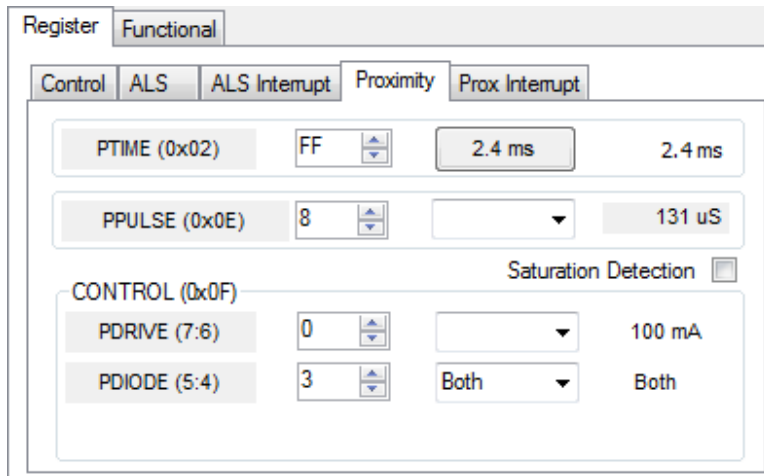 Register Functional
Control ALS ALS Interrupt Proximity Prox Interrupt
PTIME (0x02) FF 2.4 ms 2.4 ms
PPULSE (0x0E) 8 131 uS
Saturation Detection
CONTROL (0x0F)
PDRIVE (7:6) 0 100 mA
PDIODE (5:4) 3 Both Both